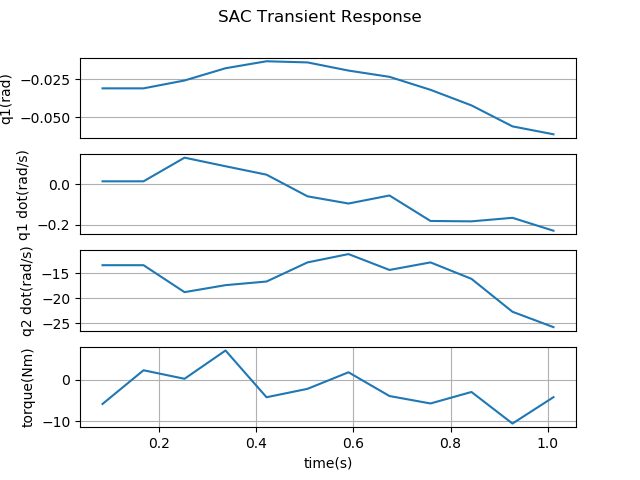 SAC Transient Response
q1(rad)
−0.025
−0.050
q1 dot(rad/s)
0.0
−0.2
q2 dot(rad/s)
−15
−20
−25
torque(Nm)
0
−10
0.2 0.4 0.6 0.8 1.0
time(s)